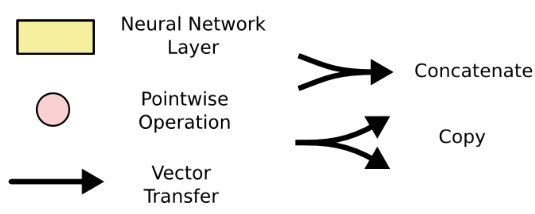 Neural Network
Layer
Pointwise
Operation
Vector
Transfer
Concatenate
Copy